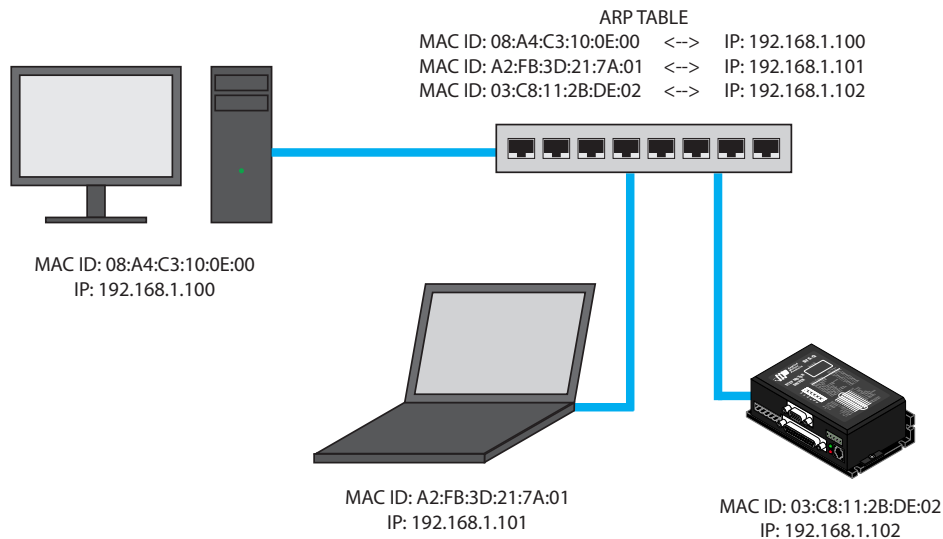 ARP TABLE
MAC ID: 08:A4:C3:10:0E:00 <--> IP: 192.168.1.100
MAC ID: A2:FB:3D:21:7A:01 <--> IP: 192.168.1.101
MAC ID: 03:C8:11:2B:DE:02 <--> IP: 192.168.1.102
MAC ID: 08:A4:C3:10:0E:00
IP: 192.168.1.100
MAC ID: A2:FB:3D:21:7A:01
IP: 192.168.1.101
MAC ID: 03:C8:11:2B:DE:02
IP: 192.168.1.102